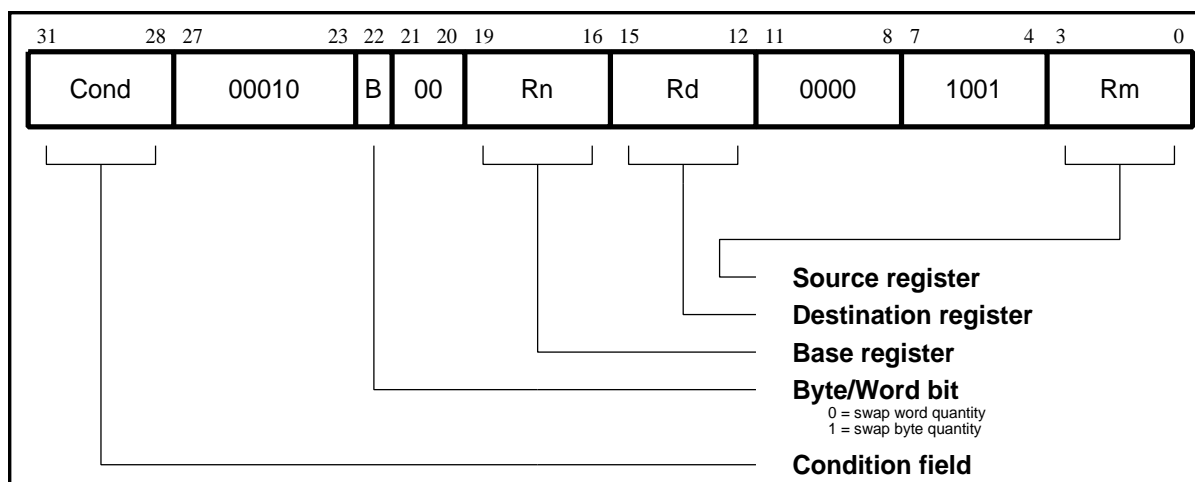 31 28 27 23 22 21 20 19 16 15 12 11 8 7 4 3 0
Cond 00010 B 00 Rn Rd 0000 1001 Rm
Source register
Destination register
Base register
Byte/Word bit
0 = swap word quantity
1 = swap byte quantity
Condition field